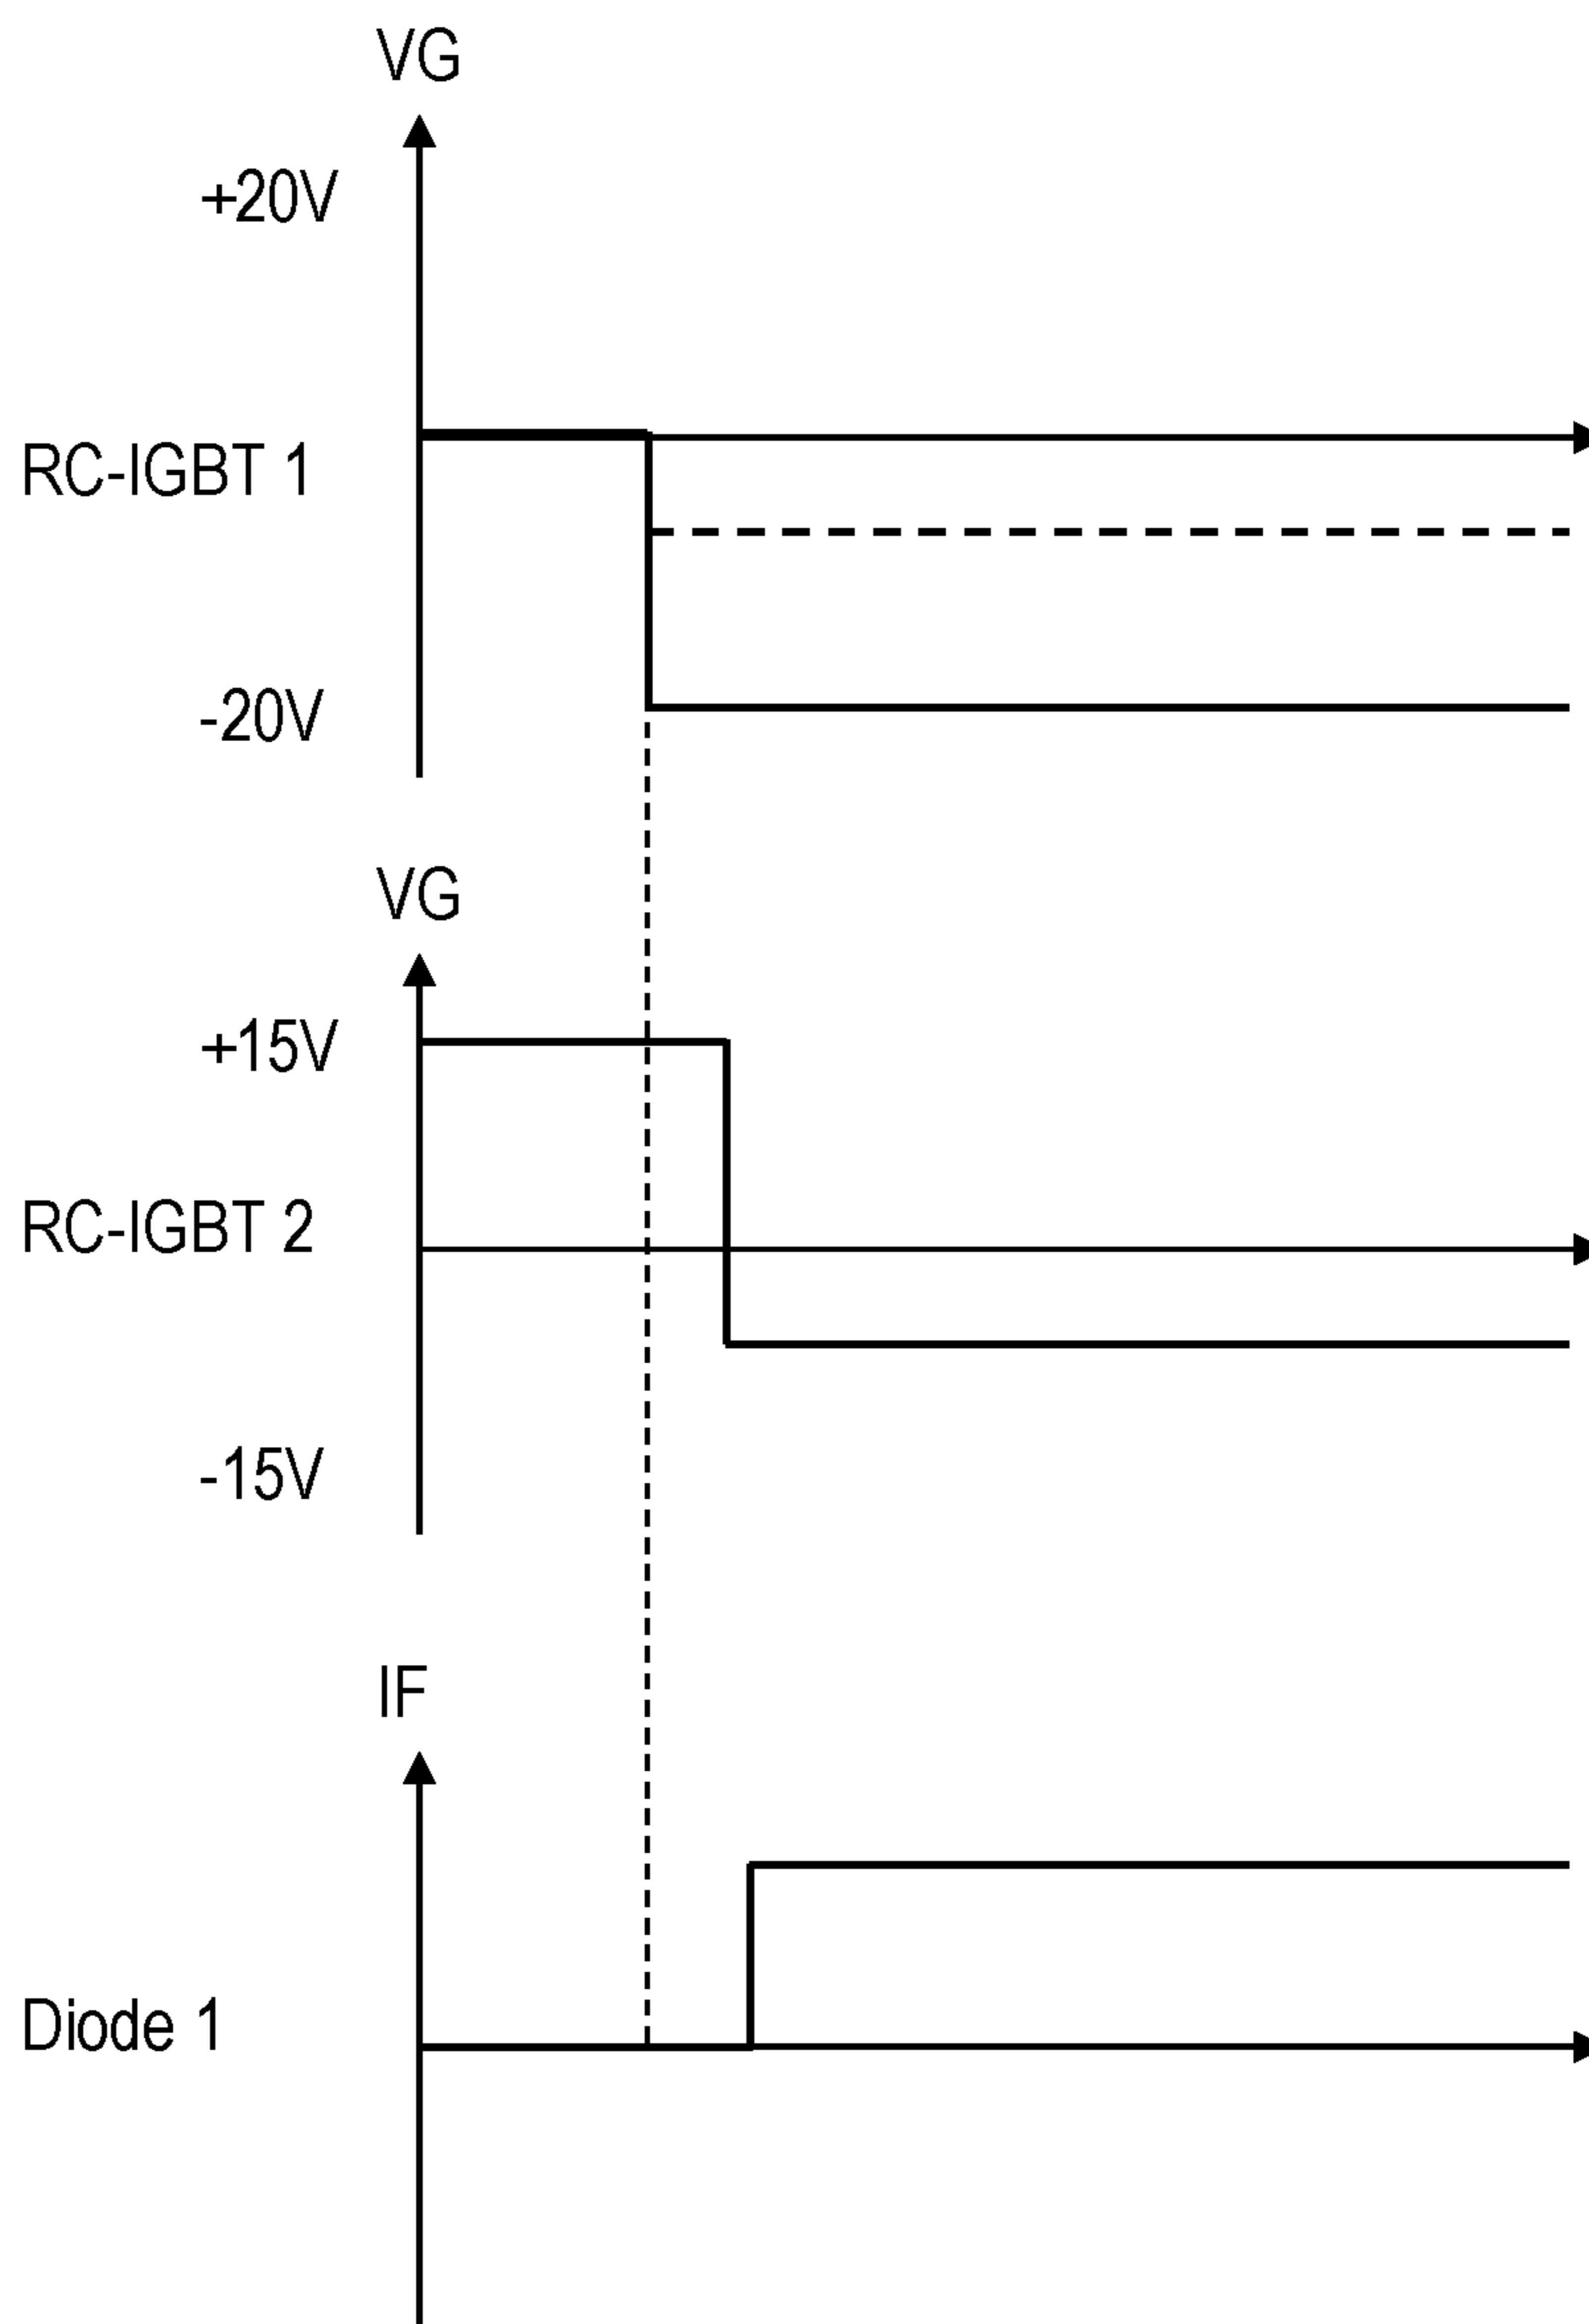 VG
+20V
RC-IGBT 1
-20V
VG
+15V
RC-IGBT 2
-15V
IF
Diode 1